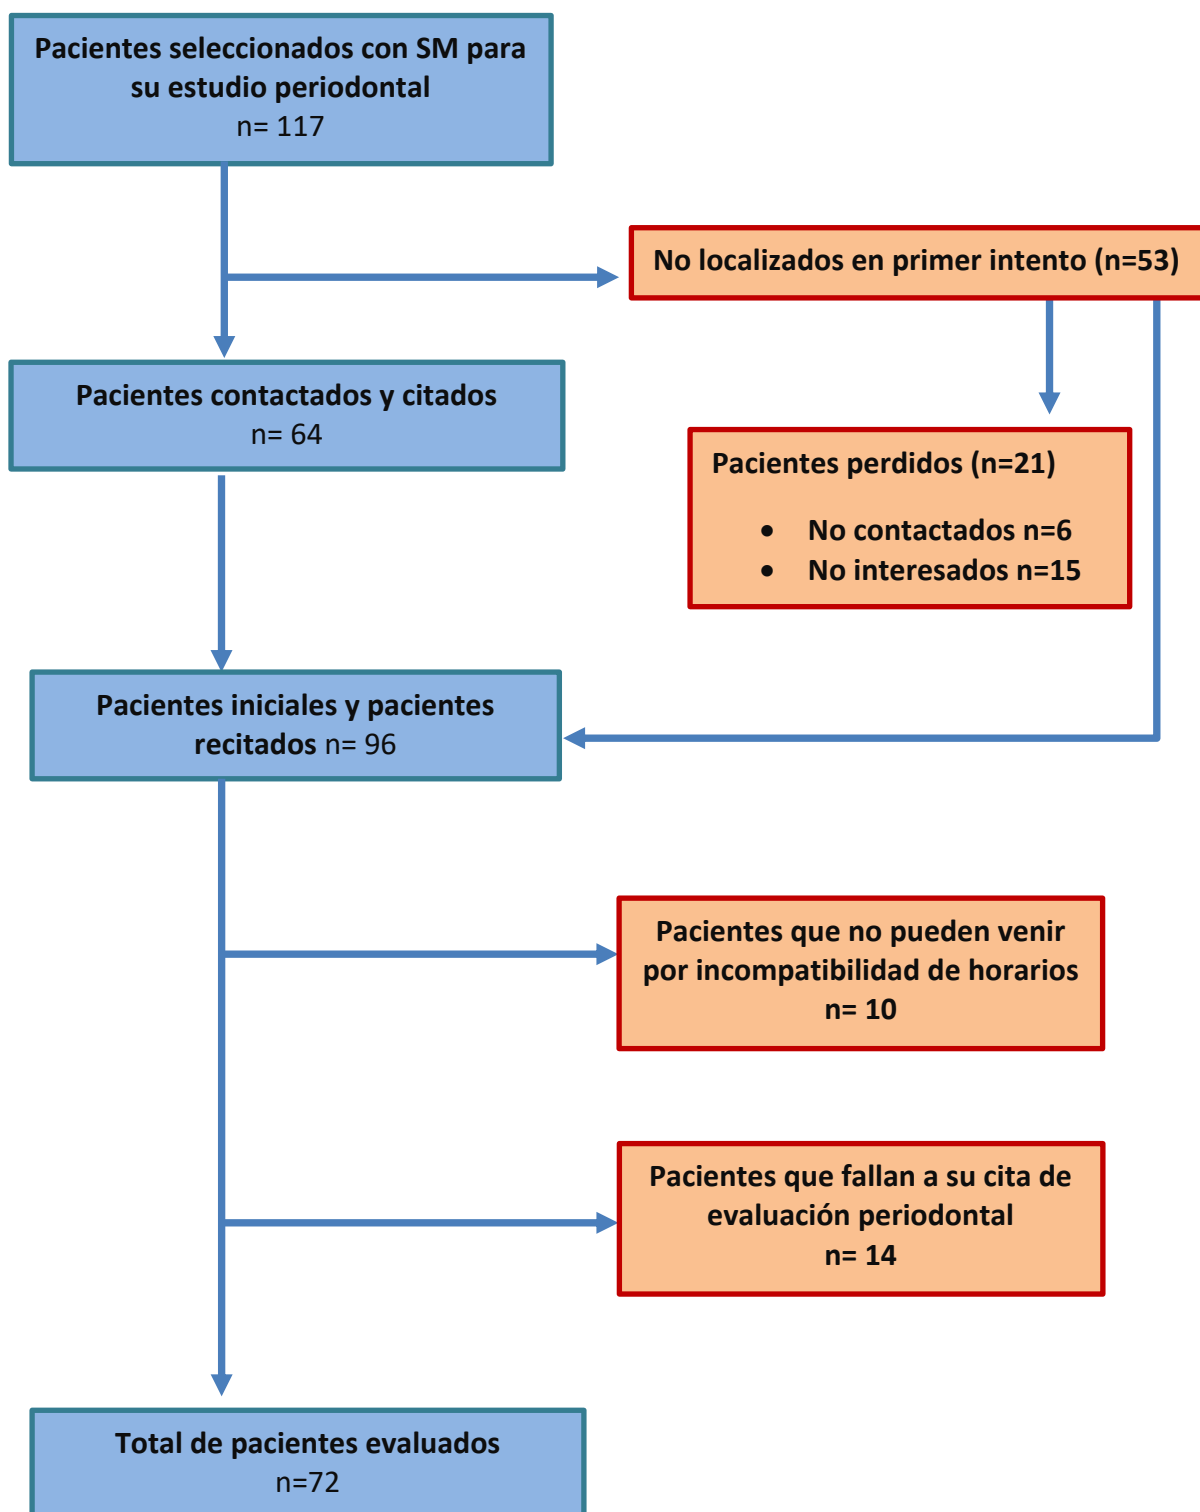 Pacientes seleccionados con SM para
su estudio periodontal
n= 117
No localizados en primer intento (n=53)
Pacientes contactados y citados
n= 64
Pacientes perdidos (n=21)
• No contactados n=6
• No interesados n=15
Pacientes iniciales y pacientes
recitados n= 96
Pacientes que no pueden venir
por incompatibilidad de horarios
n= 10
Pacientes que fallan a su cita de
evaluación periodontal
n= 14
Total de pacientes evaluados
n=72